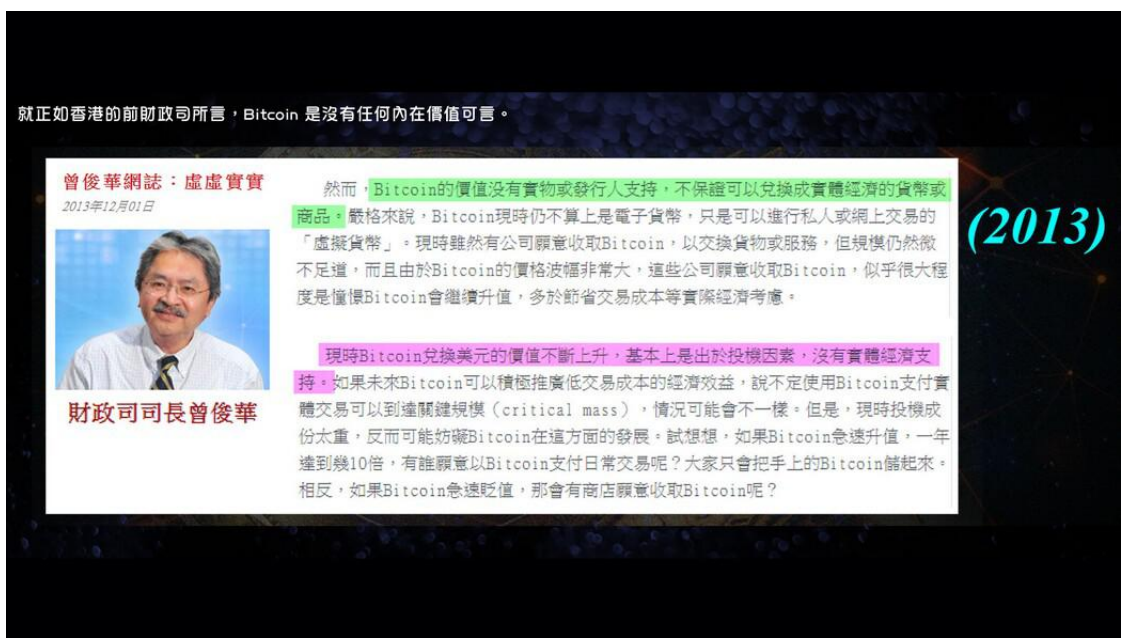 就正如香港的前財政司所言，Bitcoin 是沒有任何內在價值可言。
曾俊華網誌：虛虛實實
2013年12月01日
財政司司長曾俊華
然而，Bitcoin的價值没有實物或發行人支持，不保證可以兌換成實體經濟的貨幣或
商品。嚴格來說，Bitcoin現時仍不算上是電子貨幣，只是可以進行私人或網上交易的
「虛擬貨幣」。現時雖然有公司願意收取Bitcoin，以交換貨物或服務，但規模仍然微
不足道，而且由於Bitcoin的價格波幅非常大，這些公司願意收取Bitcoin，似乎很大程
度是憧憬Bitcoin會繼續升值，多於節省交易成本等實際經濟考慮。
現時Bitcoin兌換美元的價值不斷上升，基本上是出於投機因素，沒有實體經濟支
持。如果未來Bitcoin可以積極推廣低交易成本的經濟效益，說不定使用Bitcoin支付實
體交易可以到達關鍵規模（critical mass），情況可能會不一樣。但是，現時投機成
份太重，反而可能妨礙Bitcoin在這方面的發展。試想想，如果Bitcoin急速升值，一年
達到幾10倍，有誰願意以Bitcoin支付日常交易呢？大家只會把手上的Bitcoin儲起來。
相反，如果Bitcoin急速貶值，那會有商店願意收取Bitcoin呢？
(2013)